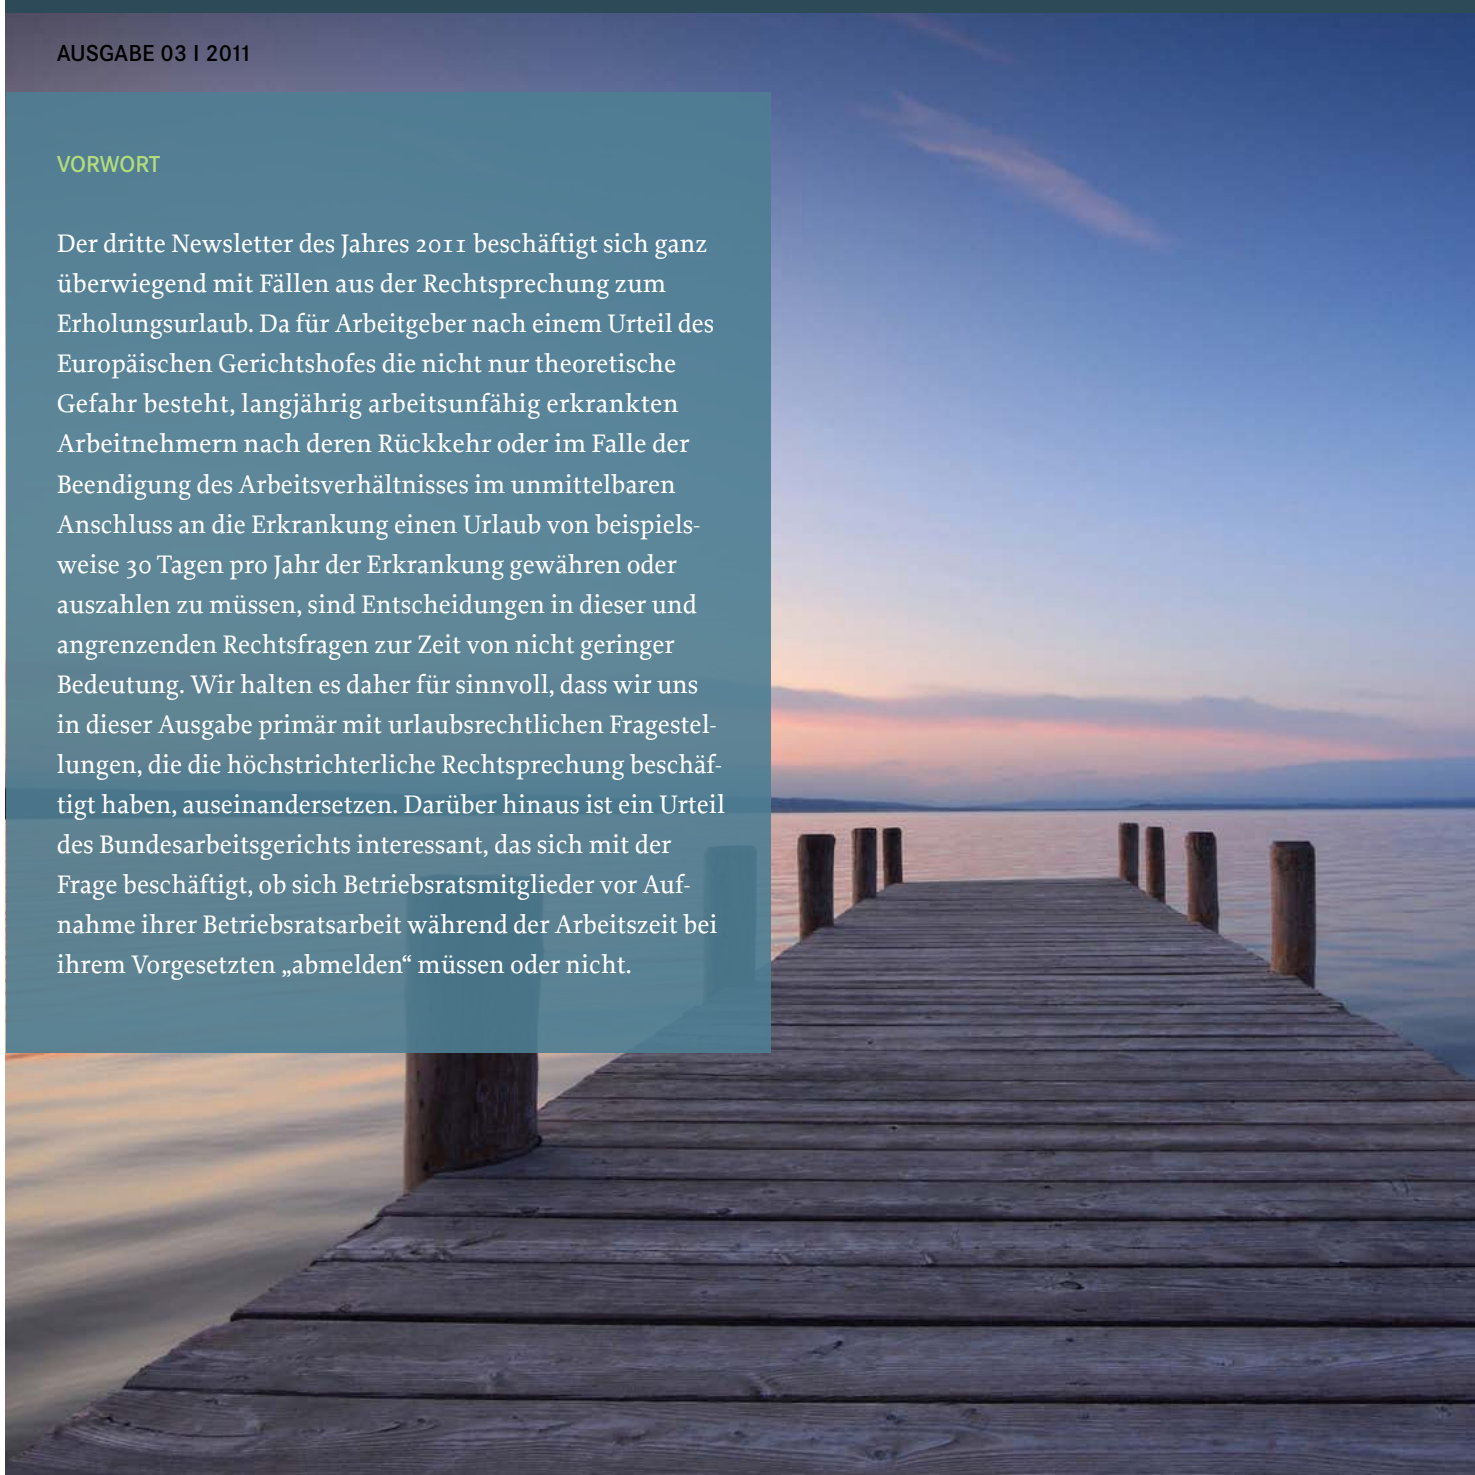 AUSGABE 03 I 2011
VORWORT
Der dritte Newsletter des Jahres 2011 beschäftigt sich ganz
überwiegend mit Fällen aus der Rechtsprechung zum
Erholungsurlaub. Da für Arbeitgeber nach einem Urteil des
Europäischen Gerichtshofes die nicht nur theoretische
Gefahr besteht, langjährig arbeitsunfähig erkrankten
Arbeitnehmern nach deren Rückkehr oder im Falle der
Beendigung des Arbeitsverhältnisses im unmittelbaren
Anschluss an die Erkrankung einen Urlaub von beispiels-
weise 30 Tagen pro Jahr der Erkrankung gewähren oder
auszahlen zu müssen, sind Entscheidungen in dieser und
angrenzenden Rechtsfragen zur Zeit von nicht geringer
Bedeutung. Wir halten es daher für sinnvoll, dass wir uns
in dieser Ausgabe primär mit urlaubsrechtlichen Fragestel-
lungen, die die höchstrichterliche Rechtsprechung beschäf-
tigt haben, auseinandersetzen. Darüber hinaus ist ein Urteil
des Bundesarbeitsgerichts interessant, das sich mit der
Frage beschäftigt, ob sich Betriebsratsmitglieder vor Auf-
nahme ihrer Betriebsratsarbeit während der Arbeitszeit bei
ihrem Vorgesetzten „abmelden“ müssen oder nicht.